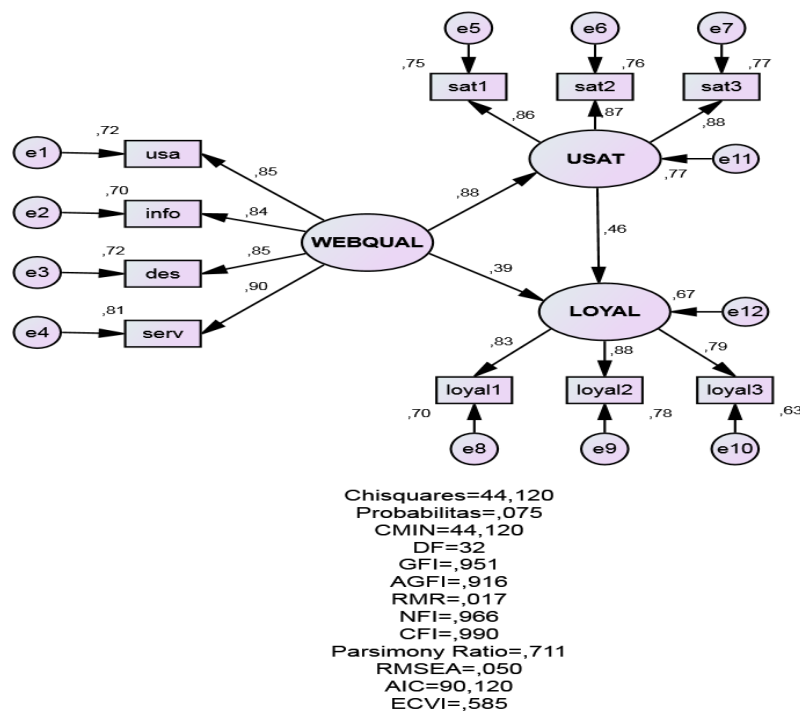 e5 e6 e7
,75 ,76 ,77
sat1 sat2 sat3
,86 ,87 ,88
,72
e1 usa
USAT
,77
e11
,85
,70
e2 info
,84
,88
WEBQUAL
,46
,72
e3 des
,85
,39
,90
,81
e4 serv
LOYAL
,67
e12
,83 ,88 ,79
loyal1 loyal2 loyal3
,70 ,78 ,63
e8 e9 e10
Chisquares=44,120
Probabilitas=,075
CMIN=44,120
DF=32
GFI=,951
AGFI=,916
RMR=,017
NFI=,966
CFI=,990
Parsimony Ratio=,711
RMSEA=,050
AIC=90,120
ECVI=,585